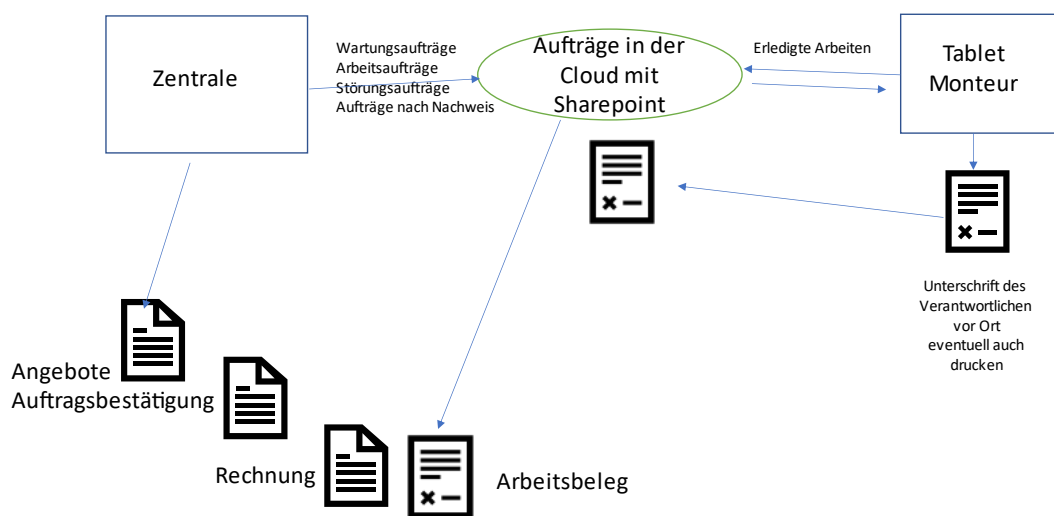 Zentrale
Wartungsaufträge
Arbeitsaufträge
Störungsaufträge
Aufträge nach Nachweis
Aufträge in der
Cloud mit
Sharepoint
Erledigte Arbeiten
Tablet
Monteur
Unterschrift des
Verantwortlichen
vor Ort
eventuell auch
drucken
Angebote
Auftragsbestätigung
Rechnung
Arbeitsbeleg